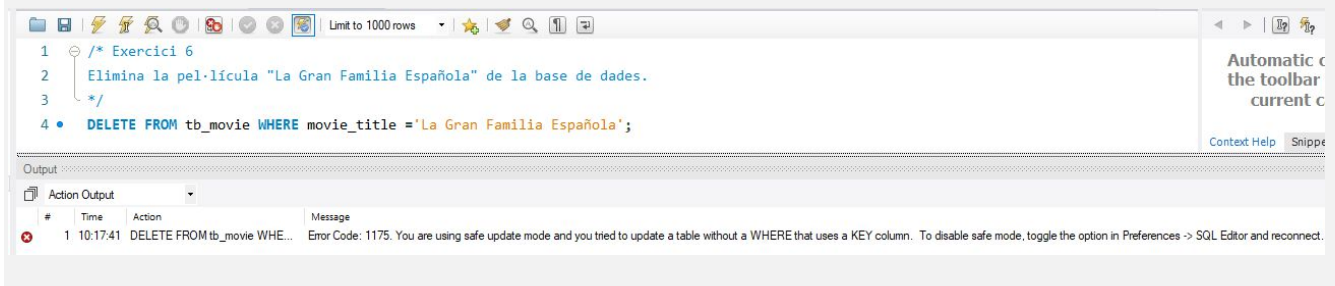 Limit to 1000 rows
1 /* Exercici 6
2 Elimina la pel·lícula "La Gran Familia Española" de la base de dades.
3 */
4 DELETE FROM tb_movie WHERE movie_title ='La Gran Familia Española';
Automatic c
the toolbar
current c
Context Help Snippe
Output
Action Output
# Time Action Message
1 10:17:41 DELETE FROM tb_movie WHE... Error Code: 1175. You are using safe update mode and you tried to update a table without a WHERE that uses a KEY column. To disable safe mode, toggle the option in Preferences -> SQL Editor and reconnect.